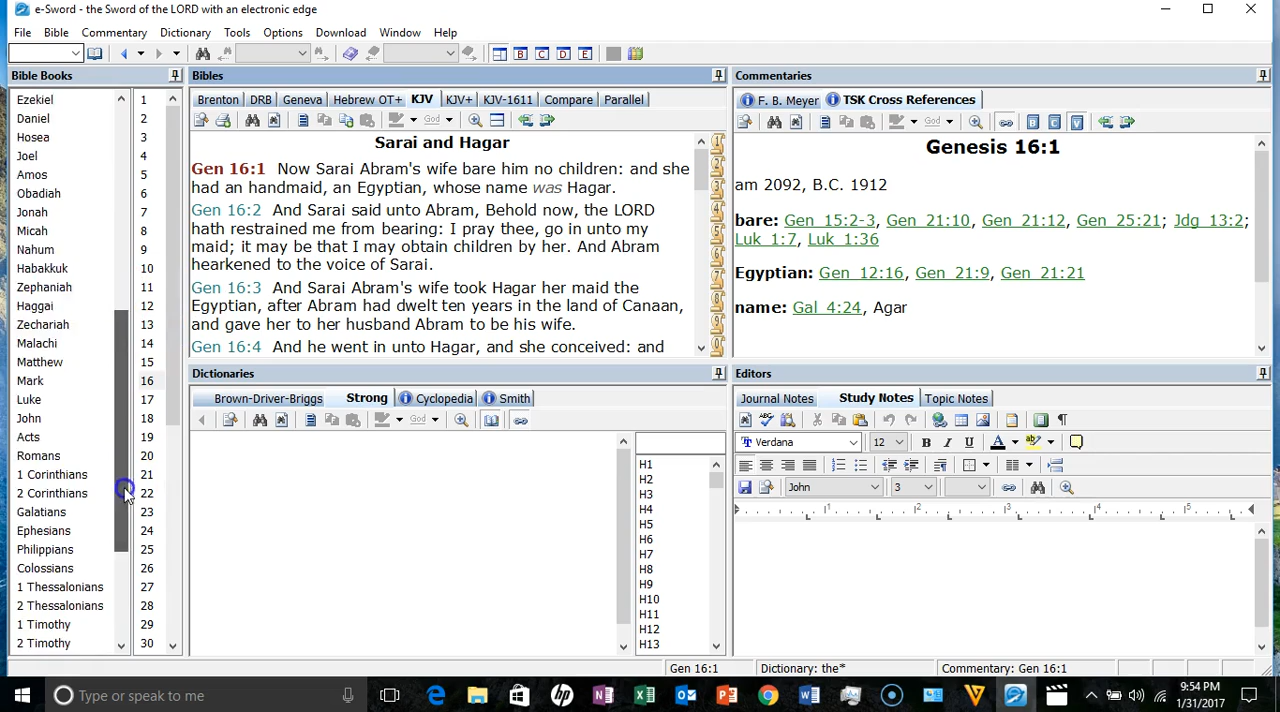 e-Sword - the Sword of the LORD with an electronic edge
File Bible Commentary Dictionary Tools Options Download Window Help
B C D E
Bible Books
Ezekiel 1
Daniel 2
Hosea 3
Joel 4
Amos 5
Obadiah 6
Jonah 7
Micah 8
Nahum 9
Habakkuk 10
Zephaniah 11
Haggai 12
Zechariah 13
Malachi 14
Matthew 15
Mark 16
Luke 17
John 18
Acts 19
Romans 20
1 Corinthians 21
2 Corinthians 22
Galatians 23
Ephesians 24
Philippians 25
Colossians 26
1 Thessalonians 27
2 Thessalonians 28
1 Timothy 29
2 Timothy 30
Bibles
Brenton DRB Geneva Hebrew OT+ KJV KJV+ KJV-1611 Compare Parallel
God
Sarai and Hagar
Gen 16:1 Now Sarai Abram's wife bare him no children: and she
had an handmaid, an Egyptian, whose name was Hagar.
Gen 16:2 And Sarai said unto Abram, Behold now, the LORD
hath restrained me from bearing: I pray thee, go in unto my
maid; it may be that I may obtain children by her. And Abram
hearkened to the voice of Sarai.
Gen 16:3 And Sarai Abram's wife took Hagar her maid the
Egyptian, after Abram had dwelt ten years in the land of Canaan,
and gave her to her husband Abram to be his wife.
Gen 16:4 And he went in unto Hagar, and she conceived: and
Commentaries
F. B. Meyer TSK Cross References
God B C V
Genesis 16:1
am 2092, B.C. 1912
bare: Gen 15:2-3, Gen 21:10, Gen 21:12, Gen 25:21; Jdg 13:2;
Luk 1:7, Luk 1:36
Egyptian: Gen 12:16, Gen 21:9, Gen 21:21
name: Gal 4:24, Agar
Dictionaries
Brown-Driver-Briggs Strong Cyclopedia Smith
God
H1
H2
H3
H4
H5
H6
H7
H8
H9
H10
H11
H12
H13
Editors
Journal Notes Study Notes Topic Notes
Verdana 12 B I U A ab
John 3
1 2 3 4 5
Gen 16:1 Dictionary: the* Commentary: Gen 16:1
Type or speak to me
9:54 PM
1/31/2017